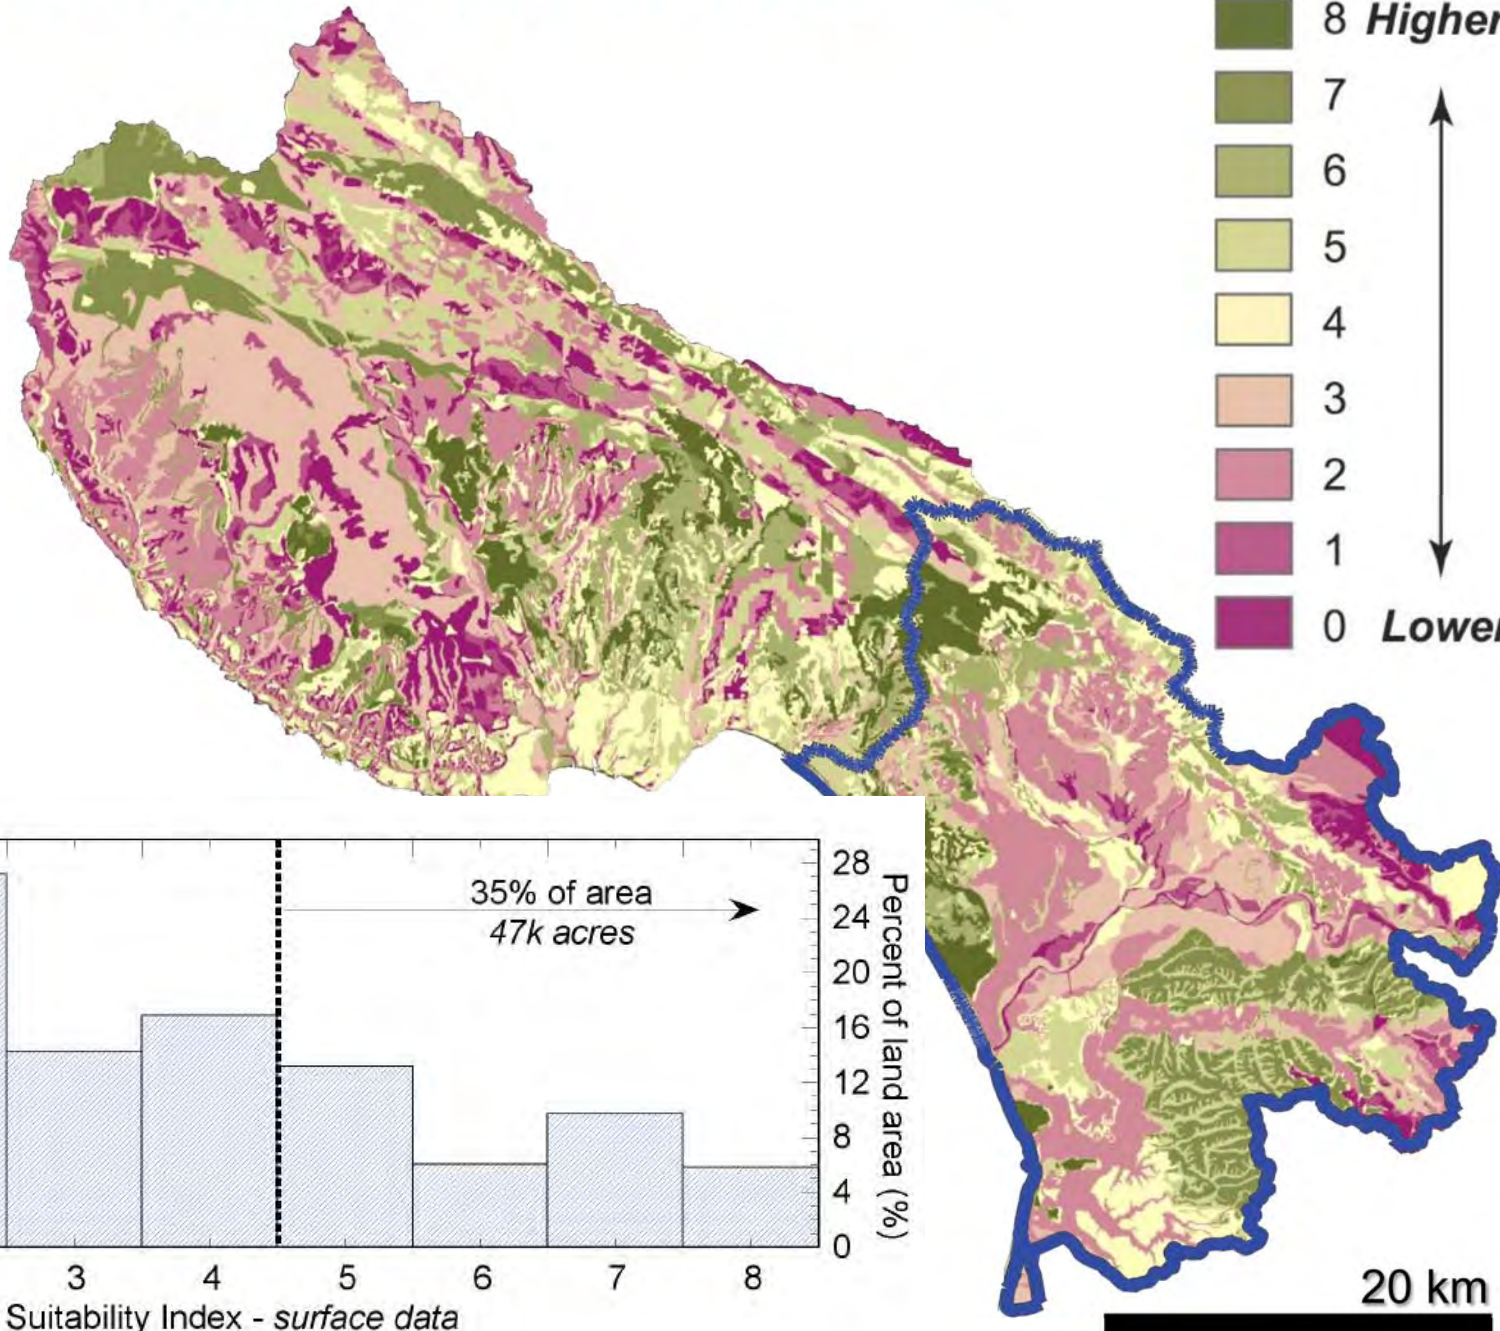 8 Higher
7
6
5
4
3
2
1
0 Lower
35% of area
47k acres
28
24
20
16
12
8
4
0
Percent of land area (%)
3 4 5 6 7 8
Suitability Index - surface data
20 km